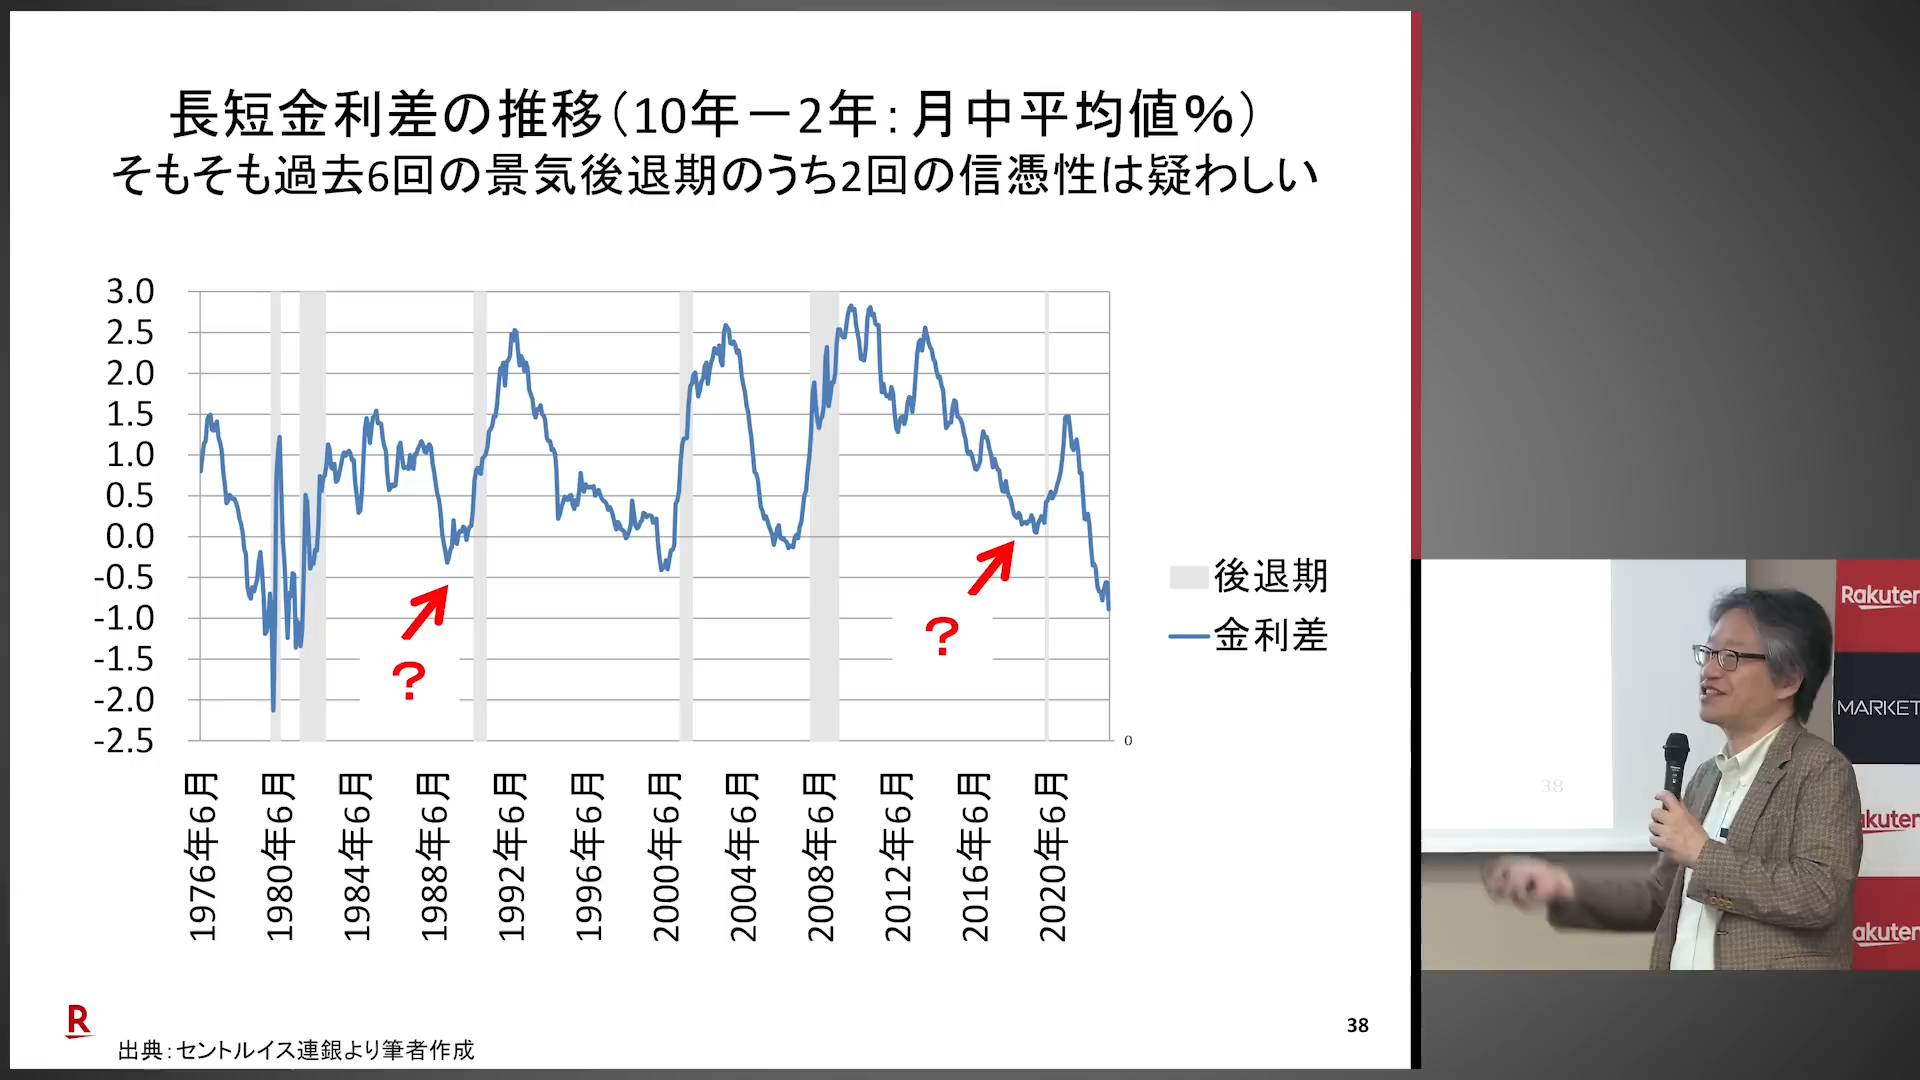 長短金利差の推移（10年－2年：月中平均値％）
そもそも過去6回の景気後退期のうち2回の信憑性は疑わしい
3.0
2.5
2.0
1.5
1.0
0.5
0.0
-0.5
-1.0
-1.5
-2.0
-2.5
?
?
0
1976年6月
1980年6月
1984年6月
1988年6月
1992年6月
1996年6月
2000年6月
2004年6月
2008年6月
2012年6月
2016年6月
2020年6月
後退期
金利差
R
出典：セントルイス連銀より筆者作成
38
38
Rakuten
MARKET
akuten
akuten